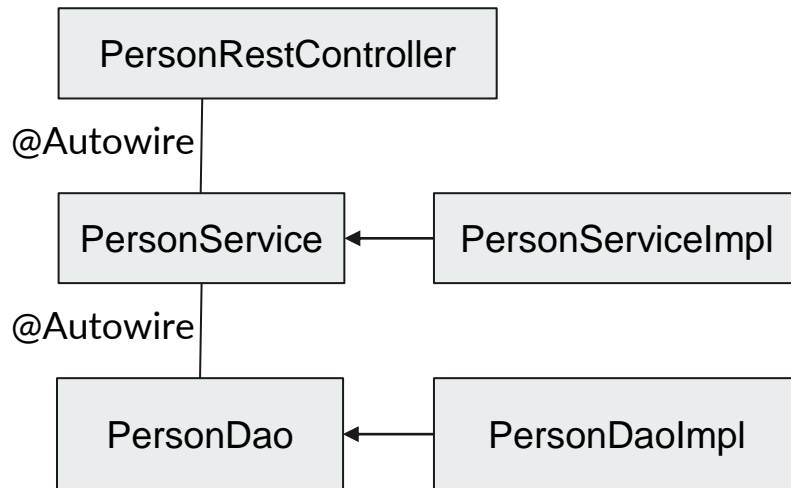 PersonRestController
@Autowire
PersonService
PersonServiceImpl
@Autowire
PersonDao
PersonDaoImpl